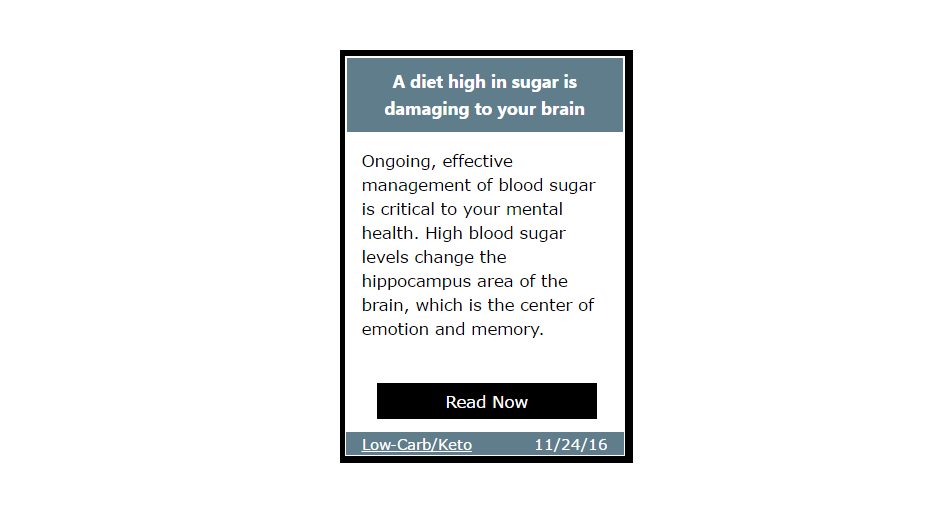 A diet high in sugar is
damaging to your brain
Ongoing, effective
management of blood sugar
is critical to your mental
health. High blood sugar
levels change the
hippocampus area of the
brain, which is the center of
emotion and memory.
Read Now
Low-Carb/Keto 11/24/16